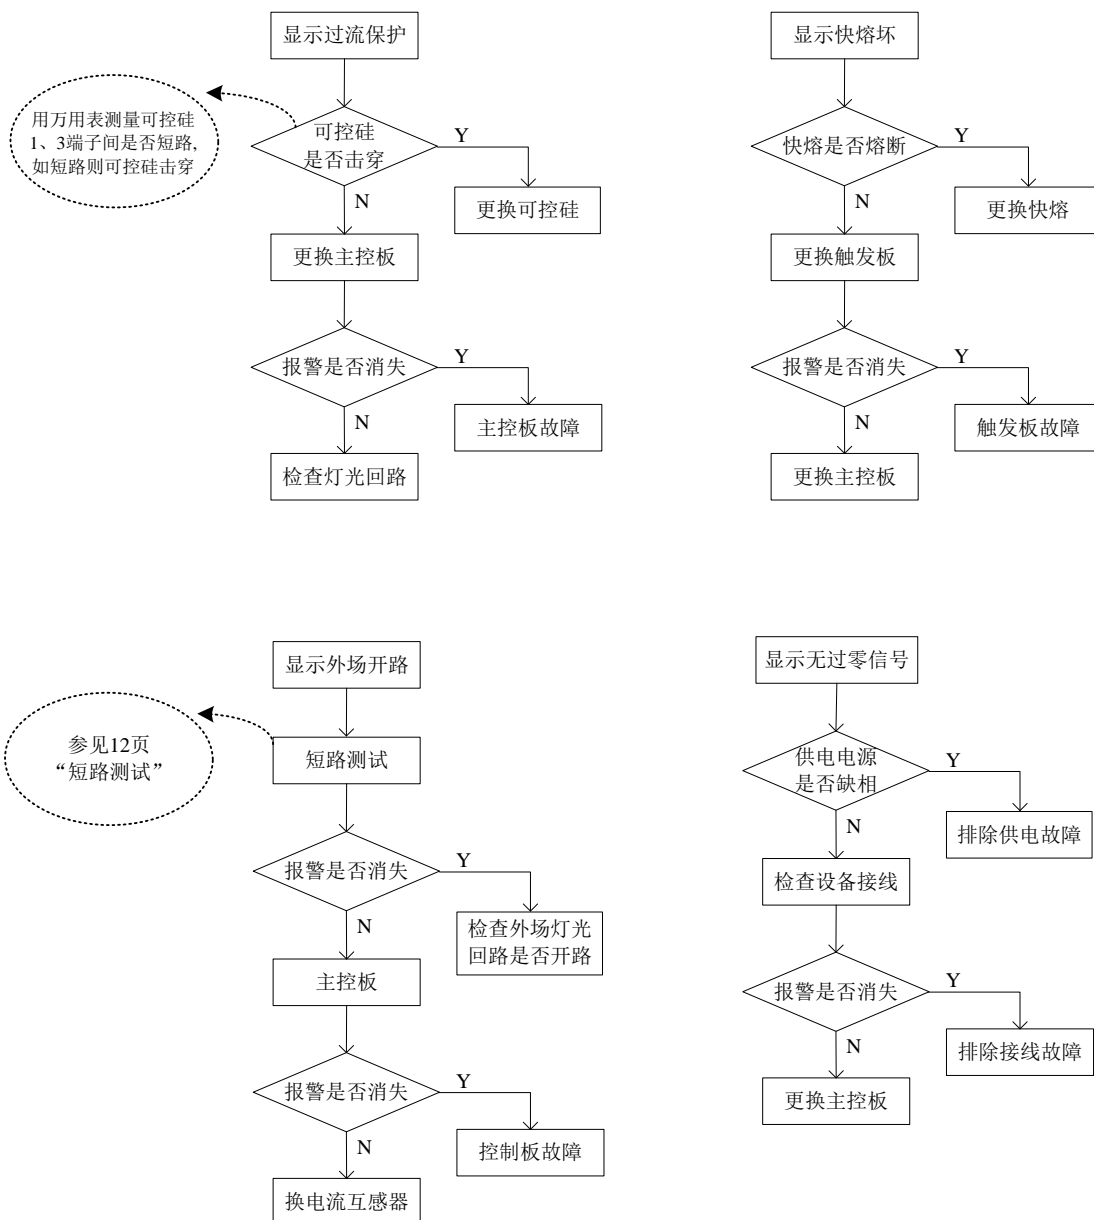 显示过流保护
用万用表测量可控硅
1、3端子间是否短路,
如短路则可控硅击穿
可控硅
是否击穿
Y
更换可控硅
N
更换主控板
报警是否消失
Y
主控板故障
N
检查灯光回路
显示快熔坏
快熔是否熔断
Y
更换快熔
N
更换触发板
报警是否消失
Y
触发板故障
N
更换主控板
显示外场开路
参见12页
“短路测试”
短路测试
报警是否消失
Y
检查外场灯光
回路是否开路
N
主控板
报警是否消失
Y
控制板故障
N
换电流互感器
显示无过零信号
供电电源
是否缺相
Y
排除供电故障
N
检查设备接线
报警是否消失
Y
排除接线故障
N
更换主控板